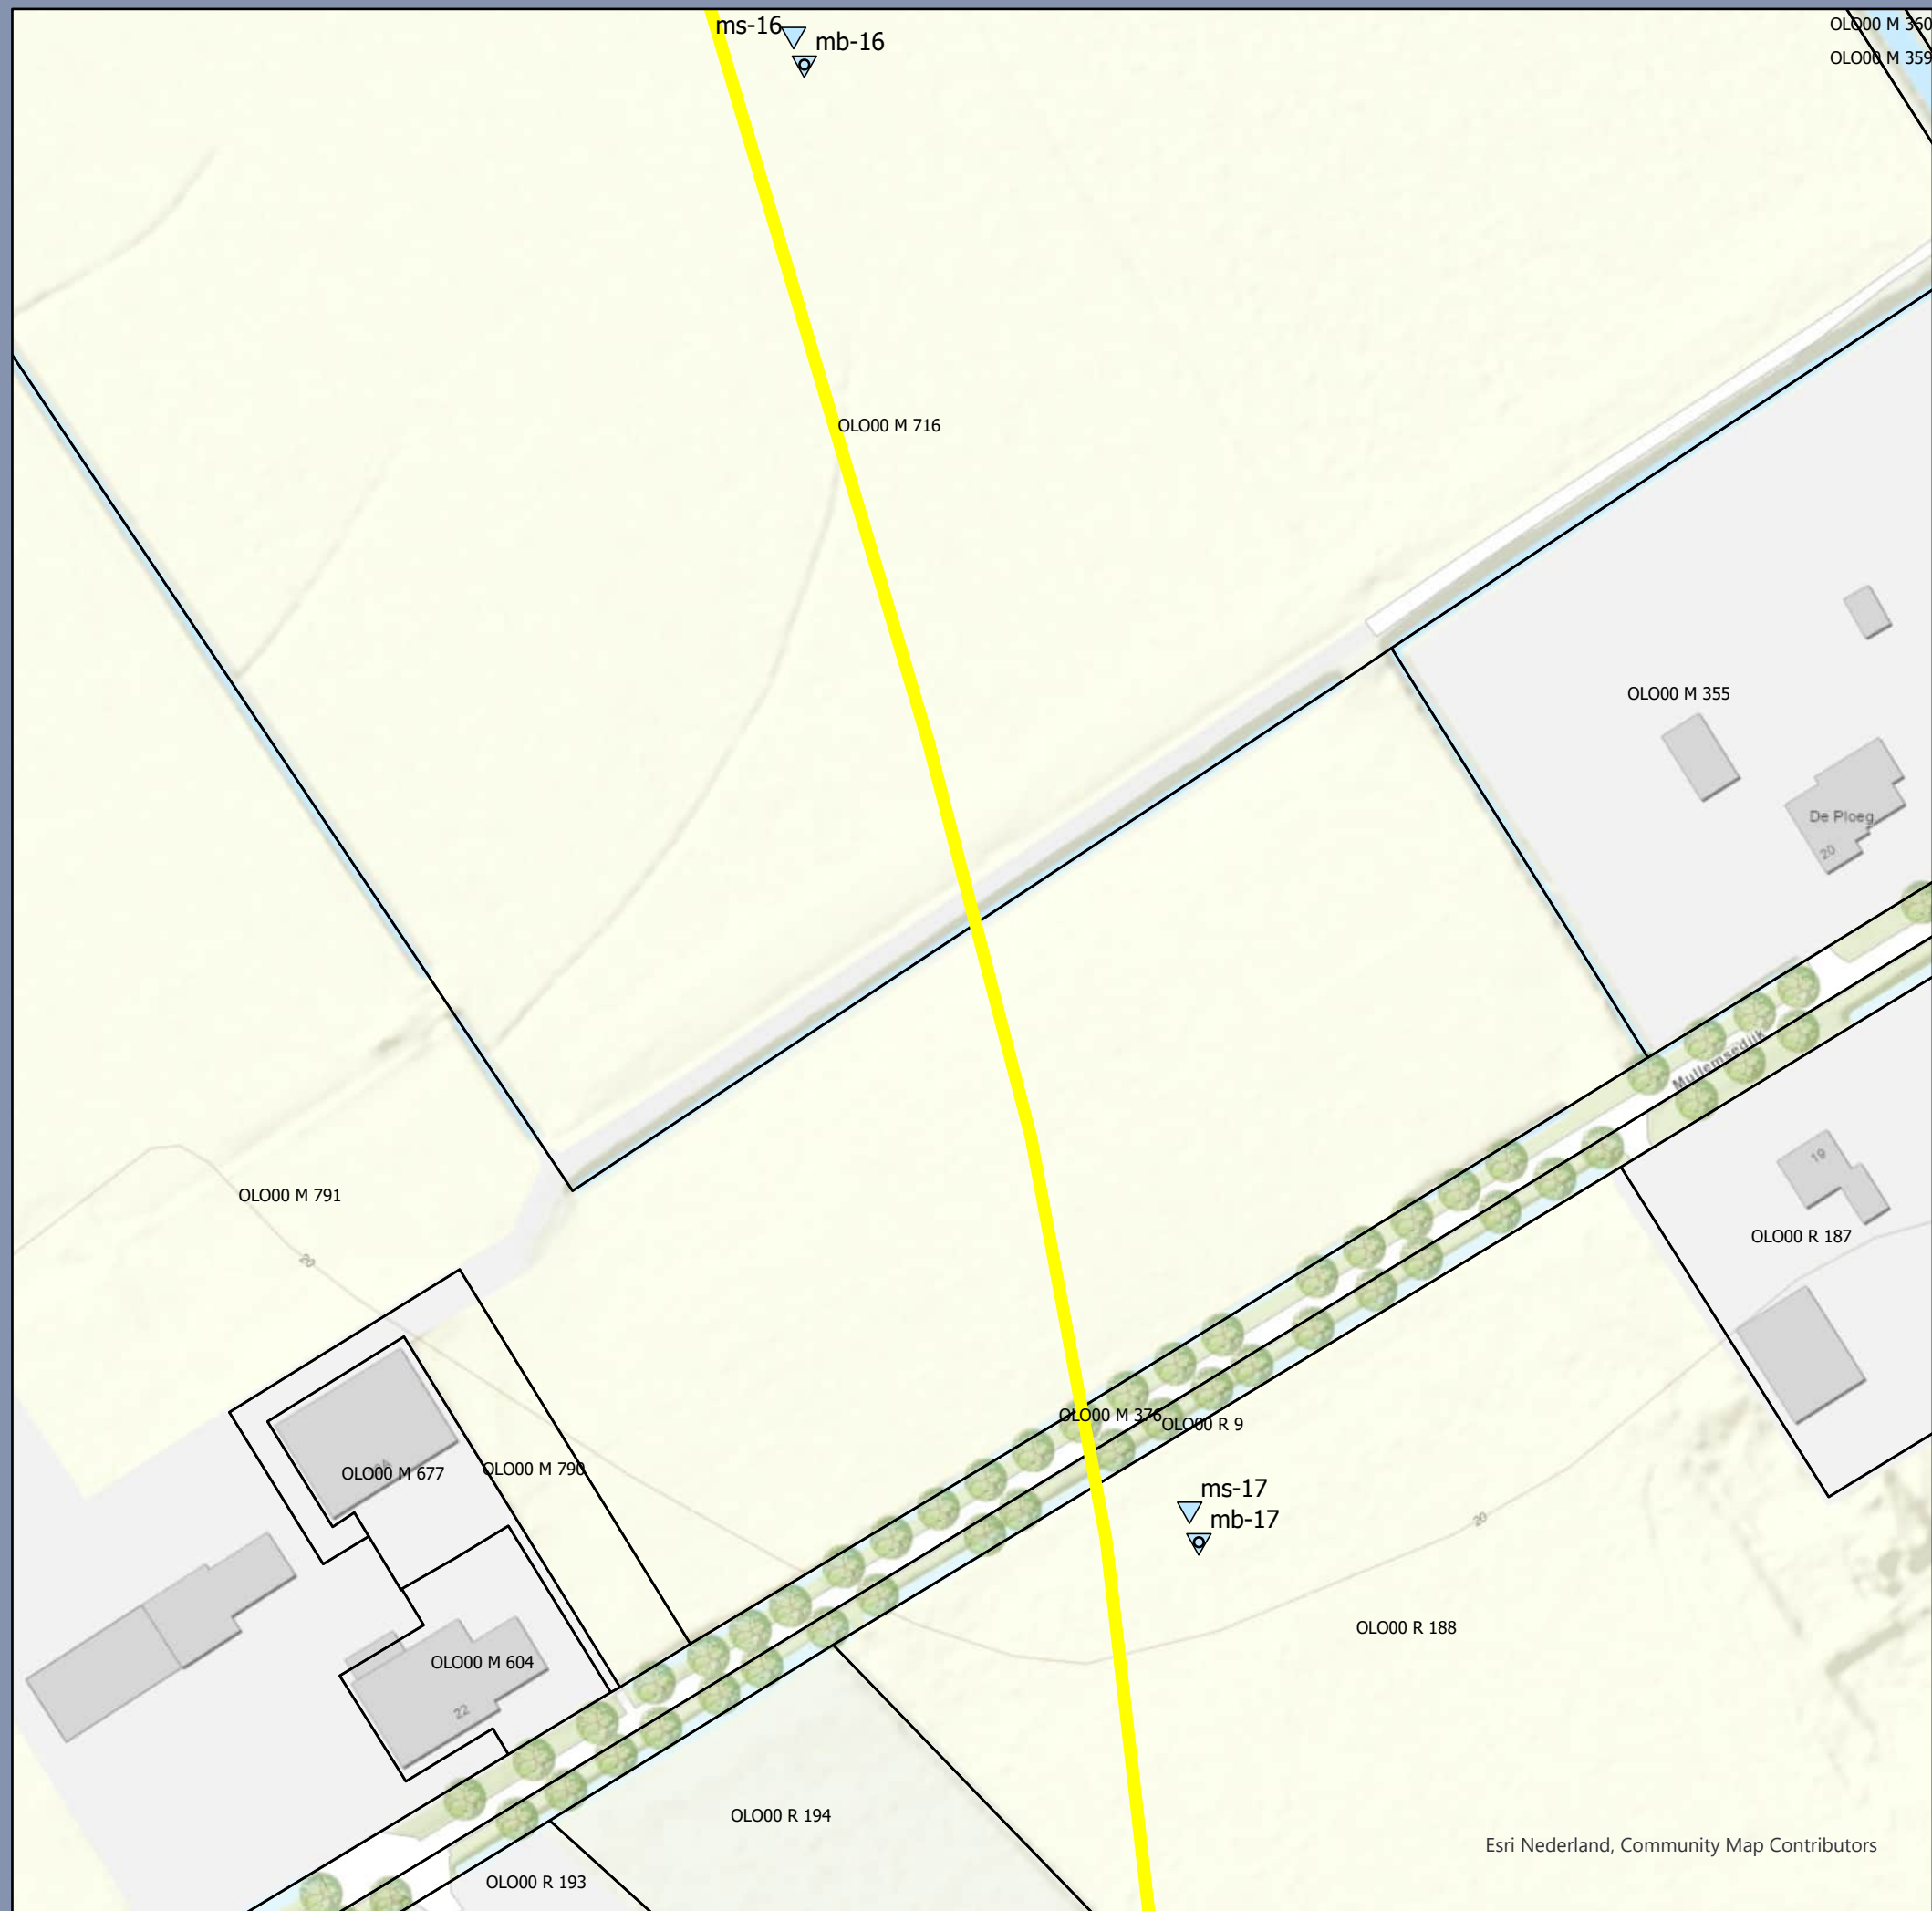 ms-16
mb-16
OLO00 M 360
OLO00 M 359
OLO00 M 716
OLO00 M 355
De Ploeg
20
Mullemsedijk
19
OLO00 M 791
20
OLO00 R 187
OLO00 M 376
OLO00 R 9
OLO00 M 677
OLO00 M 790
ms-17
mb-17
20
OLO00 R 188
OLO00 M 604
22
OLO00 R 194
Esri Nederland, Community Map Contributors
OLO00 R 193